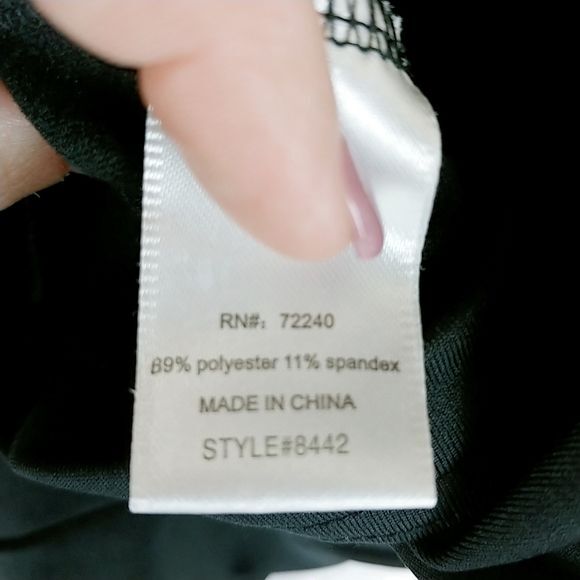 RN#: 72240
89% polyester 11% spandex
MADE IN CHINA
STYLE#8442